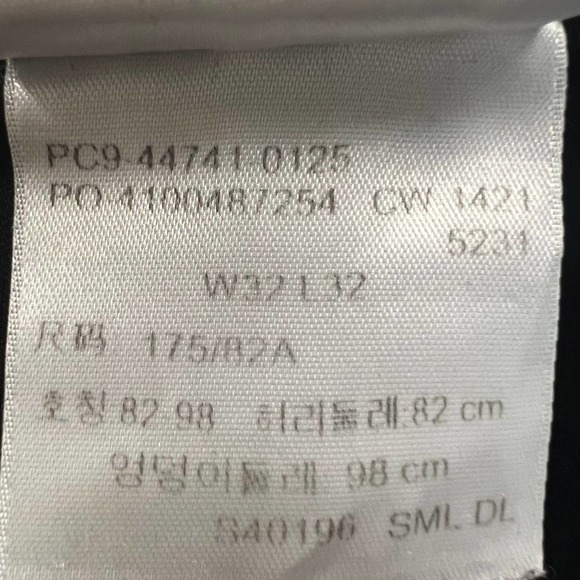 PC9-44741 0125
PO 4100487254 CW 1421
5231
W32 L32
尺码 175/82A
호칭 82 98 허리둘레:82 cm
엉덩이둘레 98 cm
S40196 SML DL